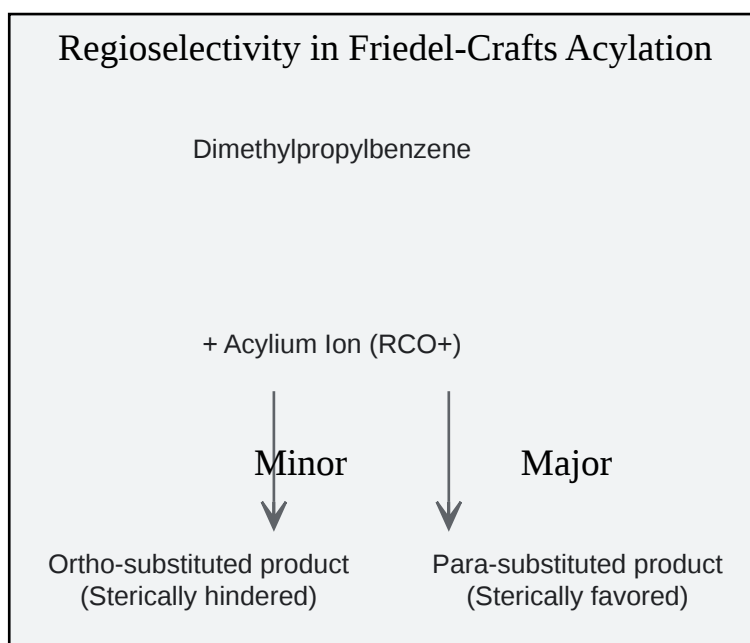 Regioselectivity in Friedel-Crafts Acylation
Dimethylpropylbenzene
+ Acylium Ion (RCO+)
Minor
Major
Ortho-substituted product
(Sterically hindered)
Para-substituted product
(Sterically favored)